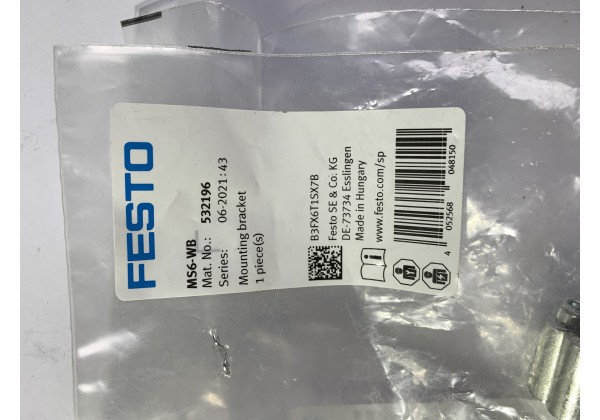 FESTO
MS6-WB
Mat. No.: 532196
Series: 06-2021:43
Mounting bracket
1 piece(s)
B3FX6T1SX7B
Festo SE & Co. KG
DE-73734 Esslingen
Made in Hungary
www.festo.com/sp
4 052568 048150